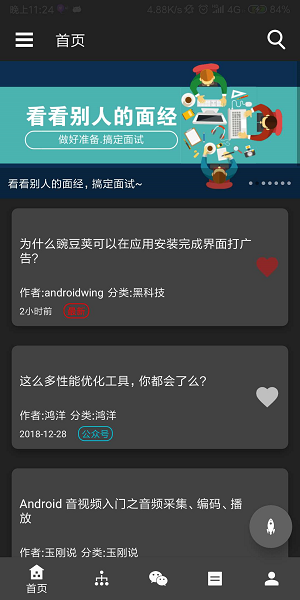 晚上11:24
4.88K/s
4G
84%
首页
看看别人的面经
做好准备.搞定面试
看看别人的面经，搞定面试~
为什么豌豆荚可以在应用安装完成界面打广
告？
作者:androidwing 分类:黑科技
2小时前
最新
这么多性能优化工具，你都会了么？
作者:鸿洋 分类:鸿洋
2018-12-28
公众号
Android 音视频入门之音频采集、编码、播
放
作者:玉刚说 分类:玉刚说
首页